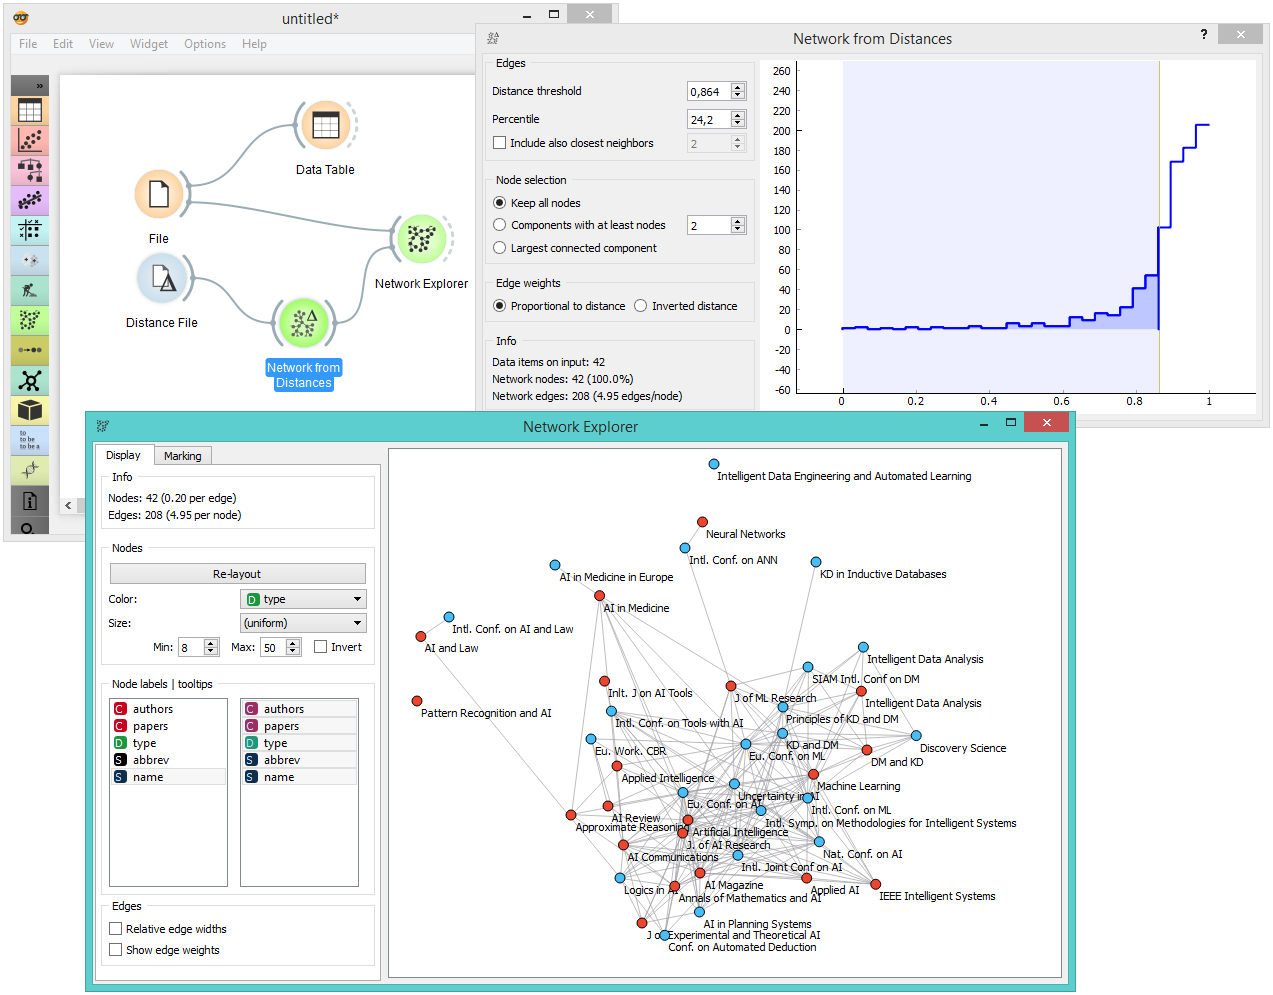 untitled*
File Edit View Widget Options Help
»
Data Table
File
Network Explorer
Distance File
Network from
Distances
to
to be
to be a
Network from Distances
?
Edges
Distance threshold 0,864
Percentile 24,2
Include also closest neighbors 2
Node selection
Keep all nodes
Components with at least nodes 2
Largest connected component
Edge weights
Proportional to distance Inverted distance
Info
Data items on input: 42
Network nodes: 42 (100.0%)
Network edges: 208 (4.95 edges/node)
260
240
220
200
180
160
140
120
100
80
60
40
20
0
-20
-40
-60
0 0.2 0.4 0.6 0.8 1
Network Explorer
Display Marking
Info
Nodes: 42 (0.20 per edge)
Edges: 208 (4.95 per node)
Nodes
Re-layout
Color: D type
Size: (uniform)
Min: 8 Max: 50 Invert
Node labels | tooltips
C authors C authors
C papers C papers
D type D type
S abbrev S abbrev
S name S name
Edges
Relative edge widths
Show edge weights
Intelligent Data Engineering and Automated Learning
Neural Networks
Intl. Conf. on ANN
AI in Medicine in Europe
KD in Inductive Databases
AI in Medicine
Intl. Conf. on AI and Law
AI and Law
Intelligent Data Analysis
SIAM Intl. Conf on DM
Inlt. J on AI Tools
J of ML Research
Intelligent Data Analysis
Pattern Recognition and AI
Intl. Conf. on Tools with AI
Principles of KD and DM
KD and DM
Discovery Science
Eu. Work. CBR
Eu. Conf. on ML
DM and KD
Applied Intelligence
Machine Learning
Uncertainty in AI
Eu. Conf. on AI
Intl. Conf. on ML
AI Review
Intl. Symp. on Methodologies for Intelligent Systems
Approximate Reasoning
Artificial Intelligence
J. of AI Research
AI Communications
Nat. Conf. on AI
Intl. Joint Conf on AI
AI Magazine
Logics in AI
Applied AI
Annals of Mathematics and AI
IEEE Intelligent Systems
AI in Planning Systems
J of Experimental and Theoretical AI
Conf. on Automated Deduction